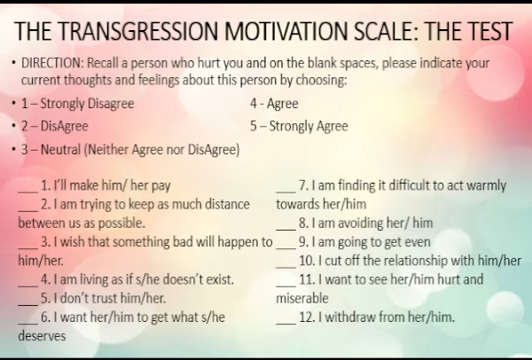 THE TRANSGRESSION MOTIVATION SCALE: THE TEST
• DIRECTION: Recall a person who hurt you and on the blank spaces, please indicate your
current thoughts and feelings about this person by choosing:
• 1 – Strongly Disagree
• 2 – DisAgree
• 3 – Neutral (Neither Agree nor DisAgree)
4 - Agree
5 – Strongly Agree
___ 1. I'll make him/ her pay
___ 2. I am trying to keep as much distance
between us as possible.
___ 3. I wish that something bad will happen to
him/her.
___ 4. I am living as if s/he doesn't exist.
___ 5. I don't trust him/her.
___ 6. I want her/him to get what s/he
deserves
___ 7. I am finding it difficult to act warmly
towards her/him
___ 8. I am avoiding her/ him
___ 9. I am going to get even
___ 10. I cut off the relationship with him/her
___ 11. I want to see her/him hurt and
miserable
___ 12. I withdraw from her/him.